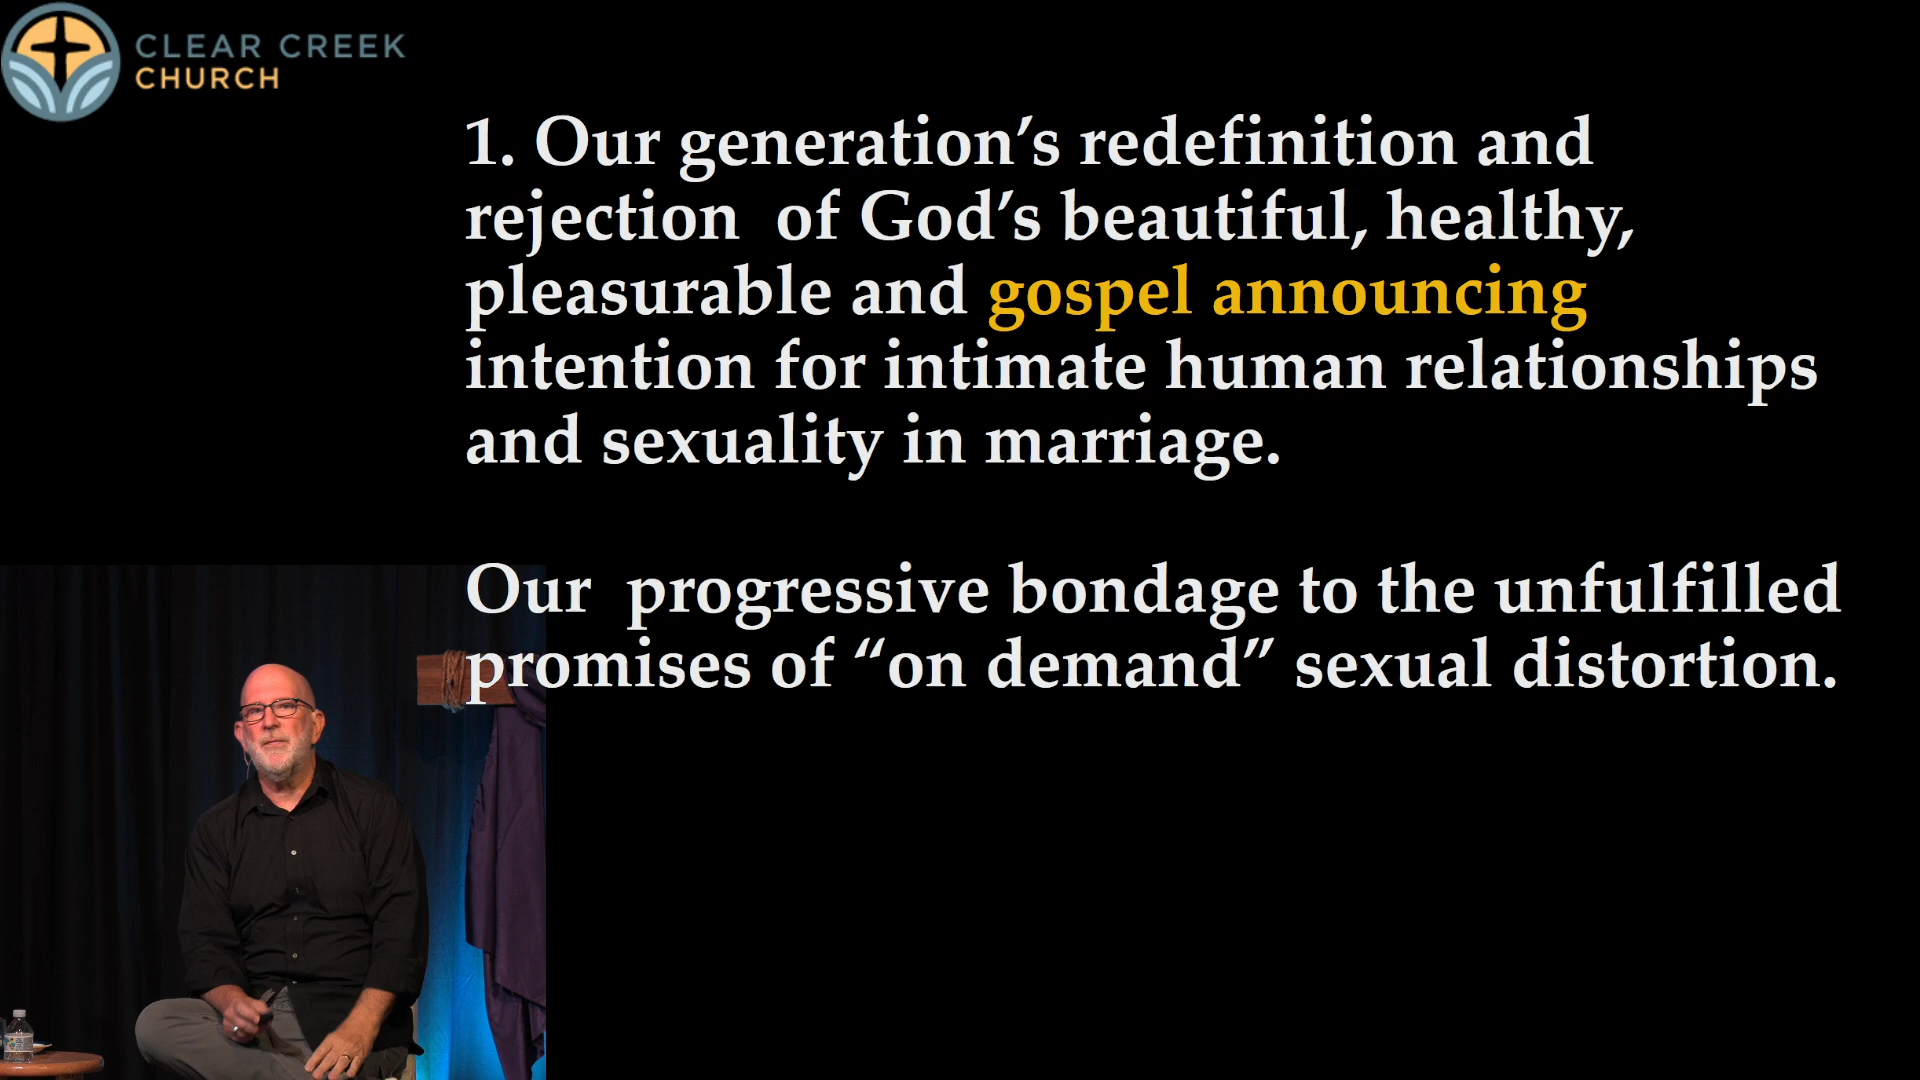 CLEAR CREEK
CHURCH
1. Our generation’s redefinition and
rejection  of God’s beautiful, healthy,
pleasurable and gospel announcing
intention for intimate human relationships
and sexuality in marriage.
Our  progressive bondage to the unfulfilled
promises of “on demand” sexual distortion.